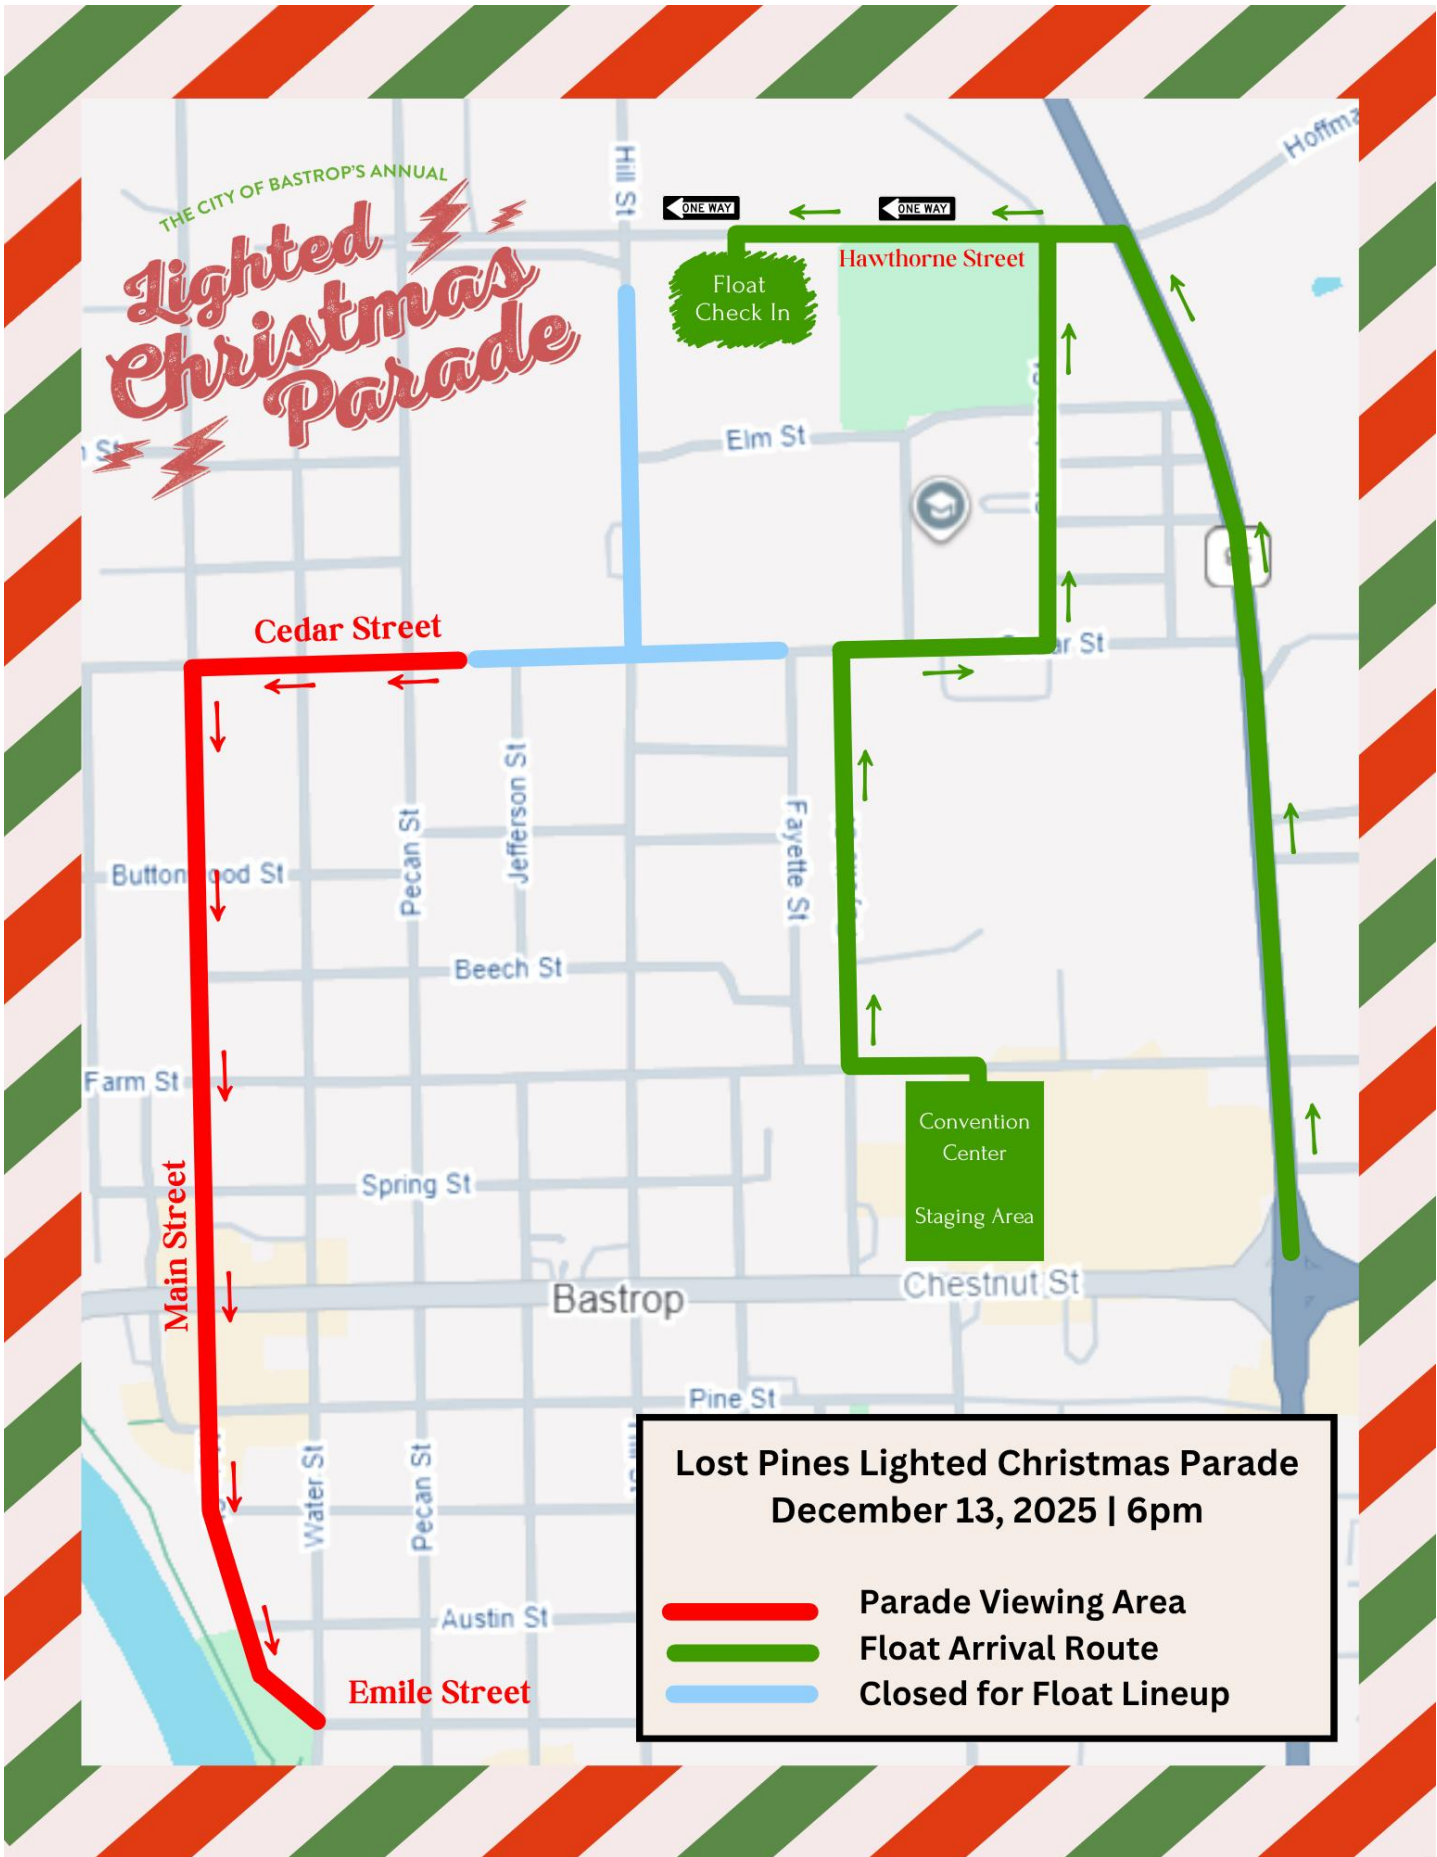 THE CITY OF BASTROP'S ANNUAL
Lighted
Christmas
Parade
Hill St
ONE WAY
ONE WAY
Hawthorne Street
Float
Check In
Elm St
St
Cedar Street
Pecan St
Jefferson St
Fayette St
Beech St
Farm St
Convention
Center
Staging Area
Spring St
Main Street
Bastrop
Chestnut St
Pine St
Water St
Pecan St
Austin St
Emile Street
Lost Pines Lighted Christmas Parade
December 13, 2025 | 6pm
Parade Viewing Area
Float Arrival Route
Closed for Float Lineup